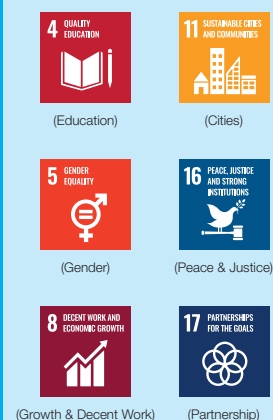 4 QUALITY
EDUCATION
(Education)
11 SUSTAINABLE CITIES
AND COMMUNITIES
(Cities)
5 GENDER
EQUALITY
(Gender)
16 PEACE, JUSTICE
AND STRONG
INSTITUTIONS
(Peace & Justice)
8 DECENT WORK AND
ECONOMIC GROWTH
(Growth & Decent Work)
17 PARTNERSHIPS
FOR THE GOALS
(Partnership)